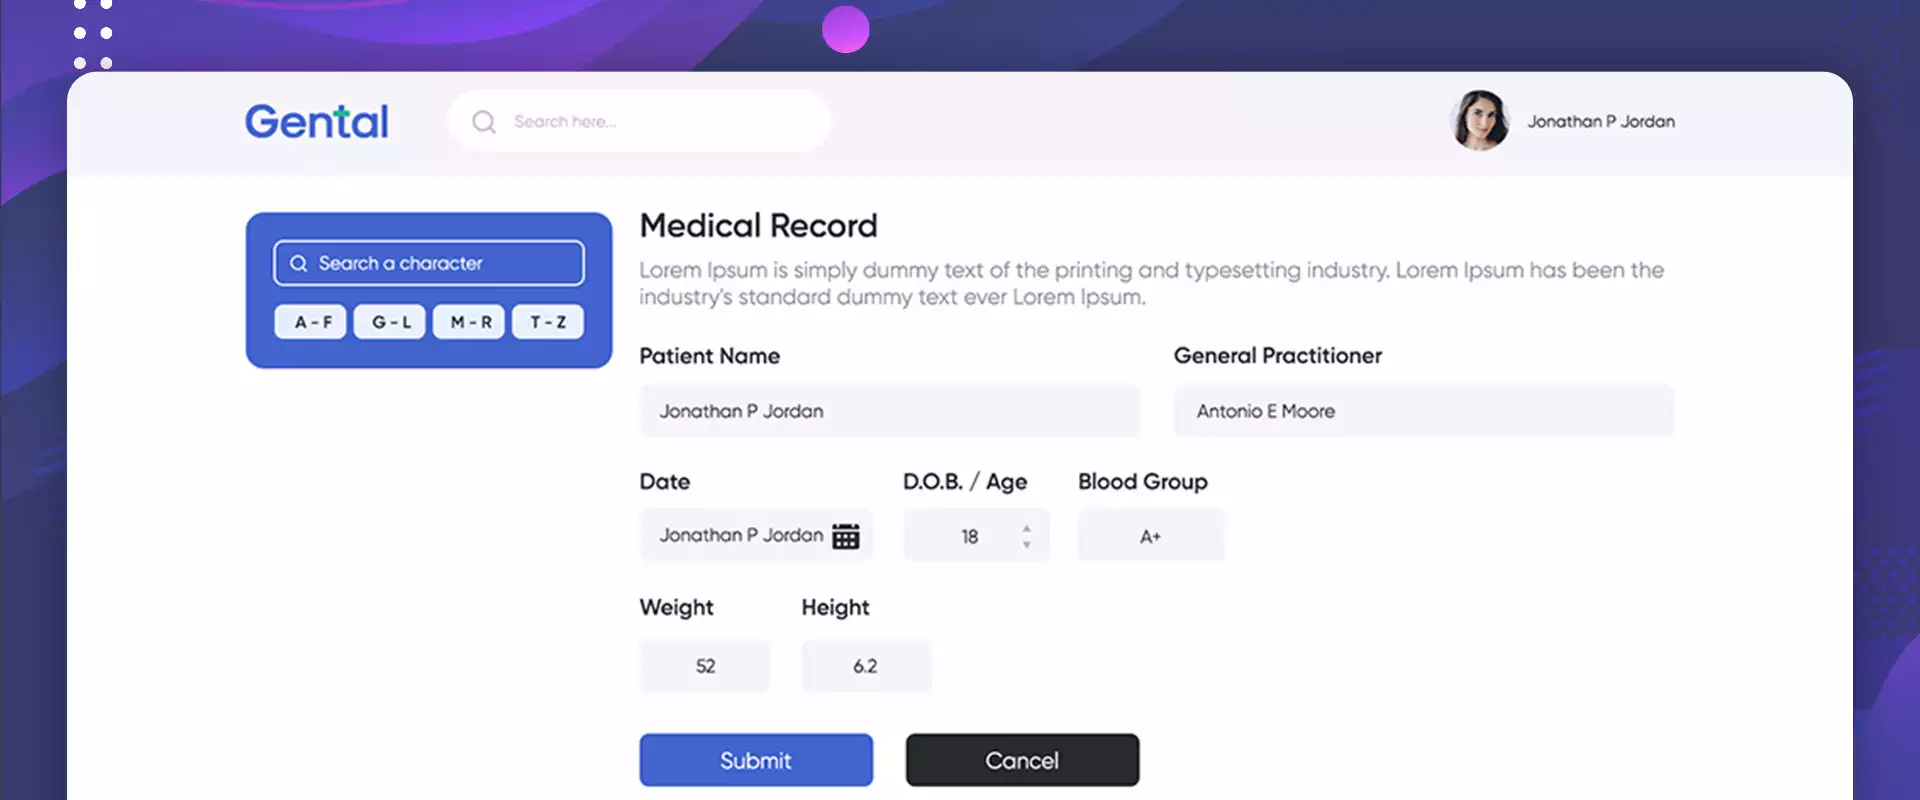 Gental
Search here...
Jonathan P Jordan
Search a character
A - F G - L M - R T - Z
Medical Record
Lorem Ipsum is simply dummy text of the printing and typesetting industry. Lorem Ipsum has been the
industry's standard dummy text ever Lorem Ipsum.
Patient Name General Practitioner
Jonathan P Jordan Antonio E Moore
Date D.O.B. / Age Blood Group
Jonathan P Jordan 18 A+
Weight Height
52 6.2
Submit Cancel